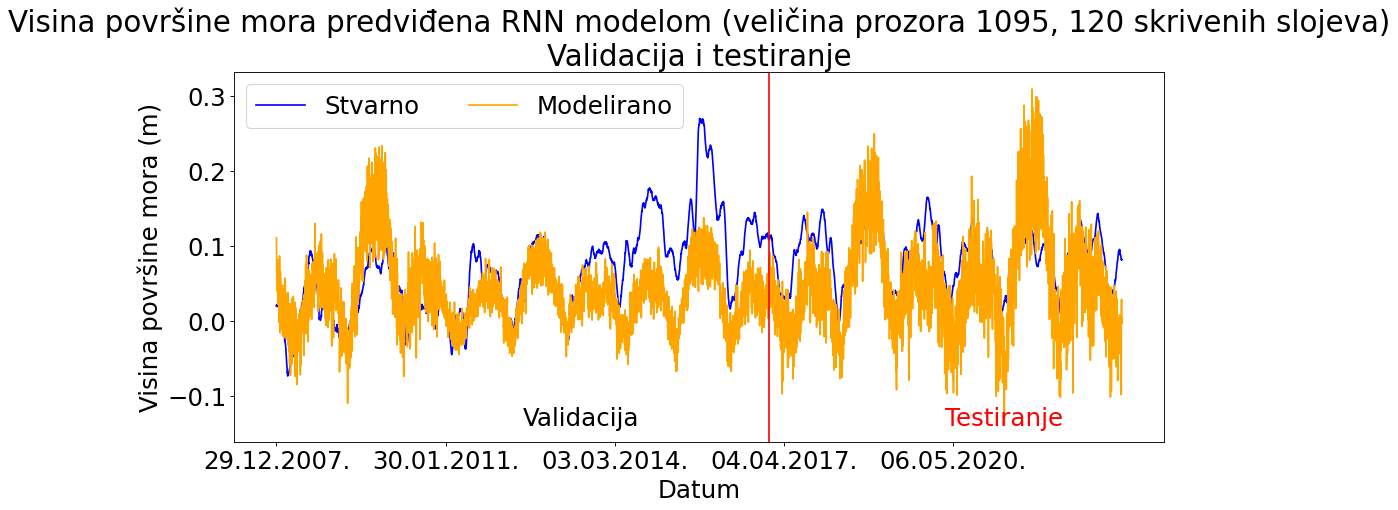 Visina površine mora predviđena RNN modelom (veličina prozora 1095, 120 skrivenih slojeva)
Validacija i testiranje
Stvarno
Modelirano
Visina površine mora (m)
0.3
0.2
0.1
0.0
−0.1
Validacija
Testiranje
29.12.2007.
30.01.2011.
03.03.2014.
04.04.2017.
06.05.2020.
Datum